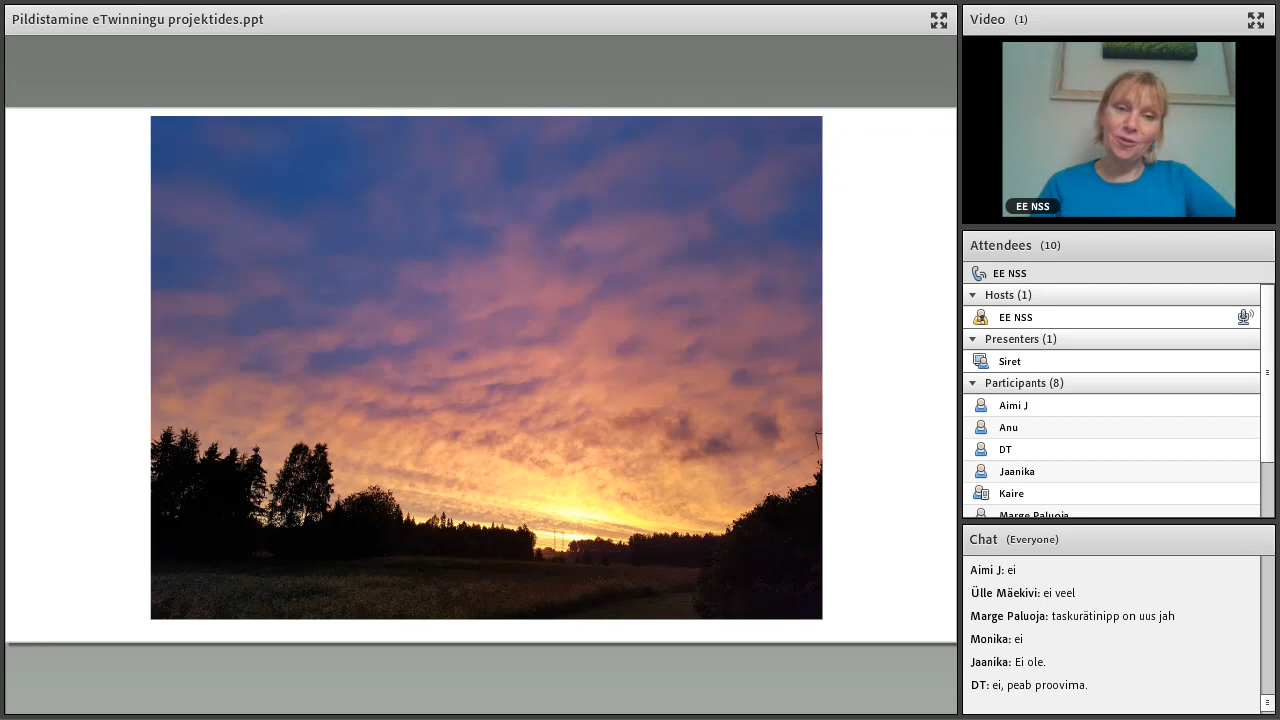 Pildistamine eTwinningu projektides.ppt
Video (1)
EE NSS
Attendees (10)
EE NSS
Hosts (1)
EE NSS
Presenters (1)
Siret
Participants (8)
Aimi J
Anu
DT
Jaanika
Kaire
Marge Paluoja
Chat (Everyone)
Aimi J: ei
Ülle Mäekivi: ei veel
Marge Paluoja: taskurätinipp on uus jah
Monika: ei
Jaanika: Ei ole.
DT: ei, peab proovima.